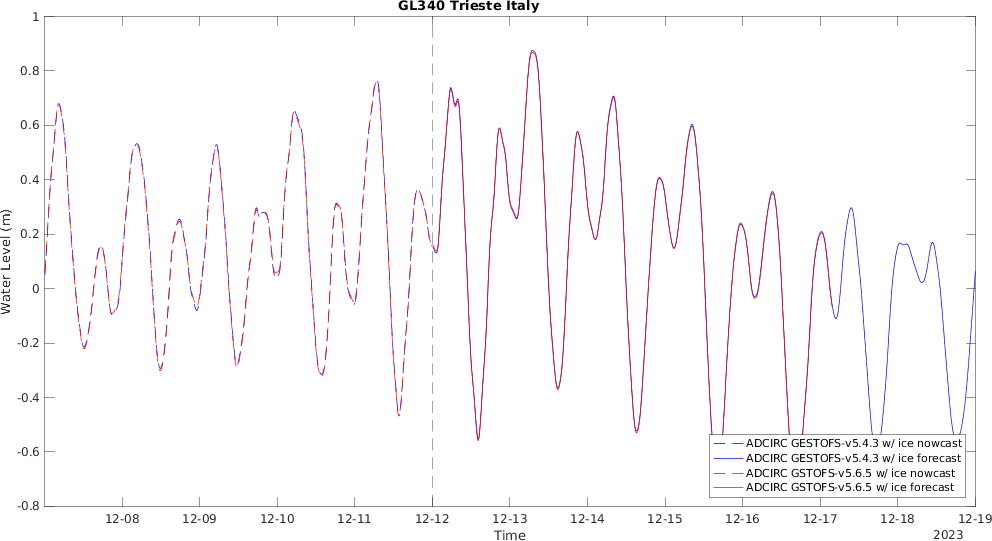 GL340 Trieste Italy
Water Level (m)
1
0.8
0.6
0.4
0.2
0
-0.2
-0.4
-0.6
-0.8
ADCIRC GESTOFS-v5.4.3 w/ ice nowcast
ADCIRC GESTOFS-v5.4.3 w/ ice forecast
ADCIRC GSTOFS-v5.6.5 w/ ice nowcast
ADCIRC GSTOFS-v5.6.5 w/ ice forecast
12-08 12-09 12-10 12-11 12-12 12-13 12-14 12-15 12-16 12-17 12-18 12-19
Time
2023